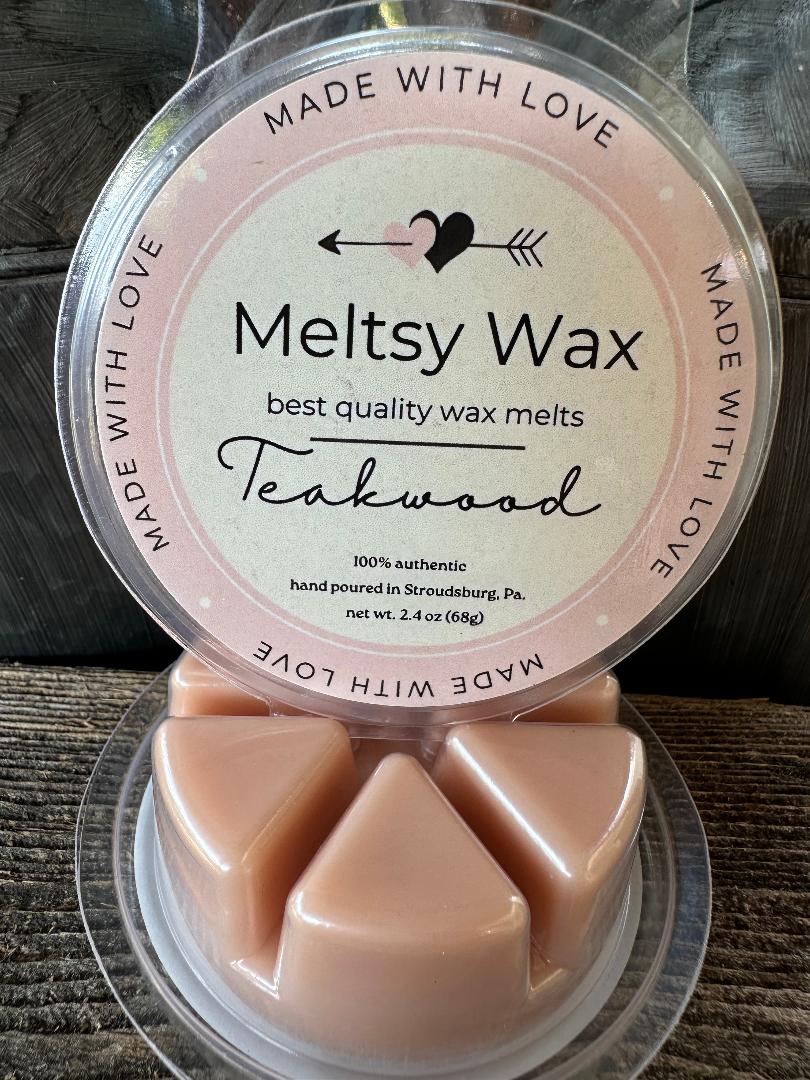 MADE WITH LOVE
MADE WITH LOVE
MADE WITH LOVE
Meltsy Wax
best quality wax melts
Teakwood
100% authentic
hand poured in Stroudsburg, Pa.
net wt. 2.4 oz (68g)
MADE WITH LOVE